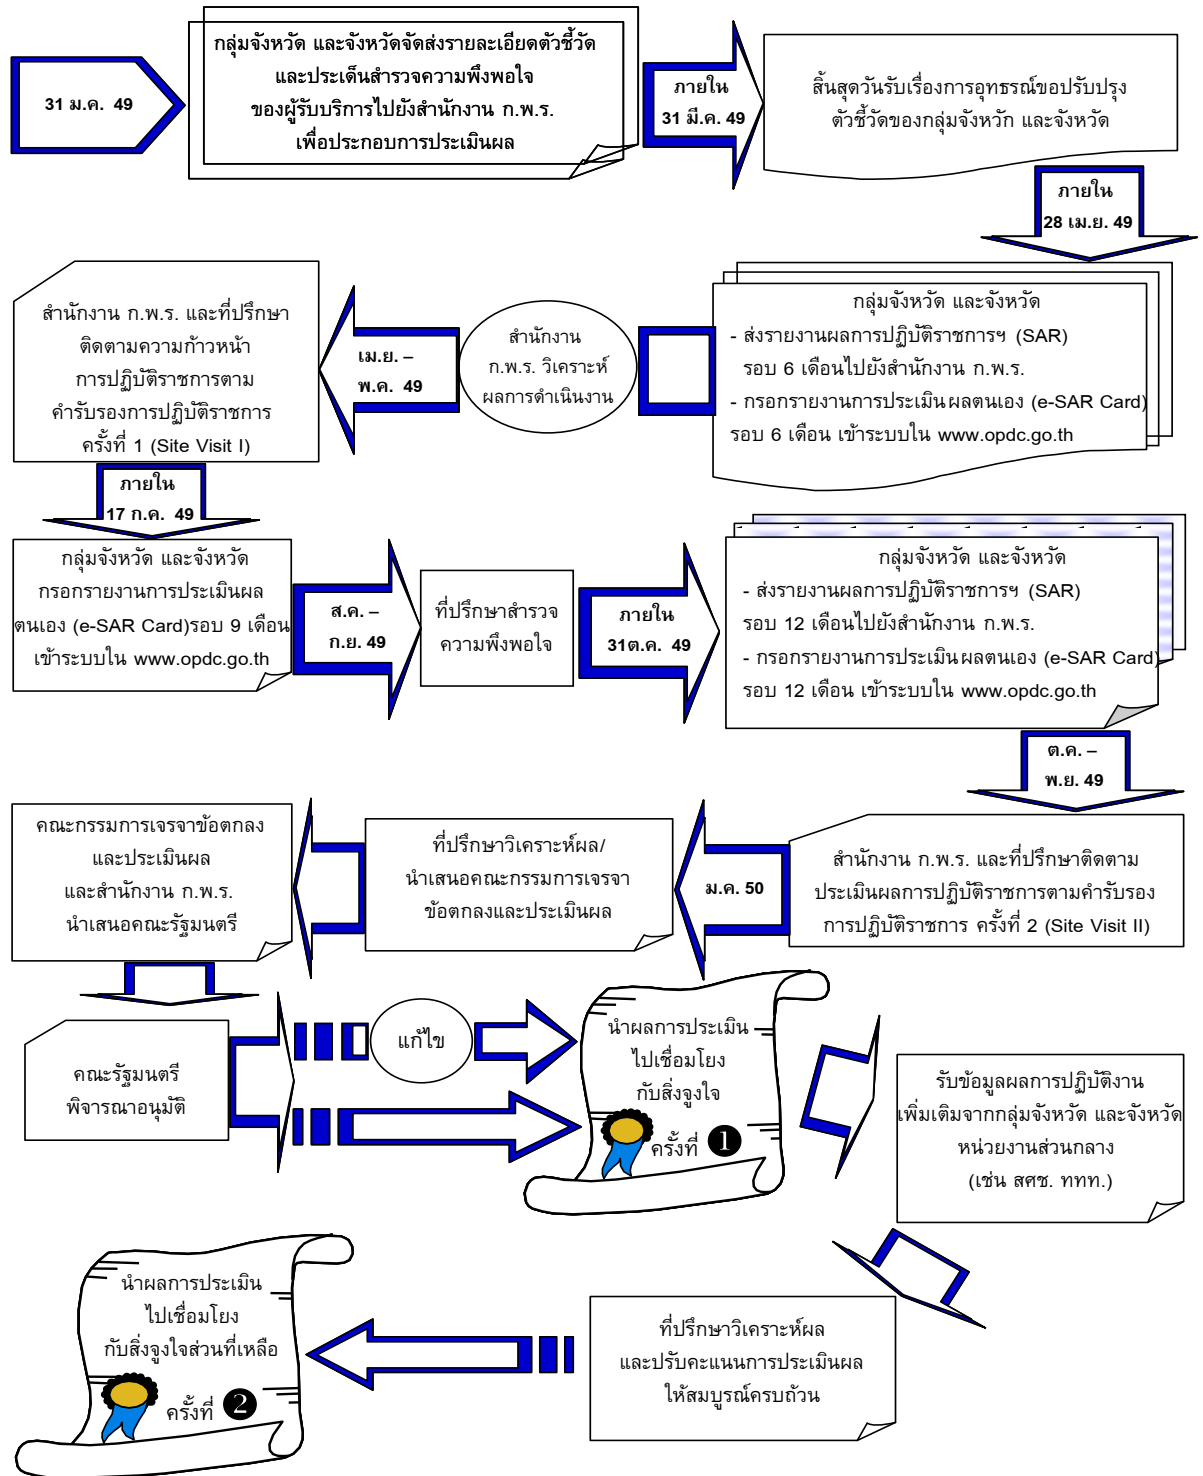 31 ม.ค. 49
กลุ่มจังหวัด และจังหวัดจัดส่งรายละเอียดตัวชี้วัด
และประเด็นสำรวจความพึงพอใจ
ของผู้รับบริการไปยังสำนักงาน ก.พ.ร.
เพื่อประกอบการประเมินผล
ภายใน
31 มี.ค. 49
สิ้นสุดวันรับเรื่องการอุทธรณ์ขอปรับปรุง
ตัวชี้วัดของกลุ่มจังหวัก และจังหวัด
ภายใน
28 เม.ย. 49
กลุ่มจังหวัด และจังหวัด
- ส่งรายงานผลการปฏิบัติราชการฯ (SAR)
รอบ 6 เดือนไปยังสำนักงาน ก.พ.ร.
- กรอกรายงานการประเมินผลตนเอง (e-SAR Card)
รอบ 6 เดือน เข้าระบบใน www.opdc.go.th
สำนักงาน
ก.พ.ร. วิเคราะห์
ผลการดำเนินงาน
เม.ย. –
พ.ค. 49
สำนักงาน ก.พ.ร. และที่ปรึกษา
ติดตามความก้าวหน้า
การปฏิบัติราชการตาม
คำรับรองการปฏิบัติราชการ
ครั้งที่ 1 (Site Visit I)
ภายใน
17 ก.ค. 49
กลุ่มจังหวัด และจังหวัด
กรอกรายงานการประเมินผล
ตนเอง (e-SAR Card)รอบ 9 เดือน
เข้าระบบใน www.opdc.go.th
ส.ค. –
ก.ย. 49
ที่ปรึกษาสำรวจ
ความพึงพอใจ
ภายใน
31ต.ค. 49
กลุ่มจังหวัด และจังหวัด
- ส่งรายงานผลการปฏิบัติราชการฯ (SAR)
รอบ 12 เดือนไปยังสำนักงาน ก.พ.ร.
- กรอกรายงานการประเมินผลตนเอง (e-SAR Card)
รอบ 12 เดือน เข้าระบบใน www.opdc.go.th
ต.ค. –
พ.ย. 49
สำนักงาน ก.พ.ร. และที่ปรึกษาติดตาม
ประเมินผลการปฏิบัติราชการตามคำรับรอง
การปฏิบัติราชการ ครั้งที่ 2 (Site Visit II)
ม.ค. 50
ที่ปรึกษาวิเคราะห์ผล/
นำเสนอคณะกรรมการเจรจา
ข้อตกลงและประเมินผล
คณะกรรมการเจรจาข้อตกลง
และประเมินผล
และสำนักงาน ก.พ.ร.
นำเสนอคณะรัฐมนตรี
คณะรัฐมนตรี
พิจารณาอนุมัติ
แก้ไข
นำผลการประเมิน
ไปเชื่อมโยง
กับสิ่งจูงใจ
ครั้งที่ ❶
รับข้อมูลผลการปฏิบัติงาน
เพิ่มเติมจากกลุ่มจังหวัด และจังหวัด
หน่วยงานส่วนกลาง
(เช่น สศช. ททท.)
ที่ปรึกษาวิเคราะห์ผล
และปรับคะแนนการประเมินผล
ให้สมบูรณ์ครบถ้วน
นำผลการประเมิน
ไปเชื่อมโยง
กับสิ่งจูงใจส่วนที่เหลือ
ครั้งที่ ❷